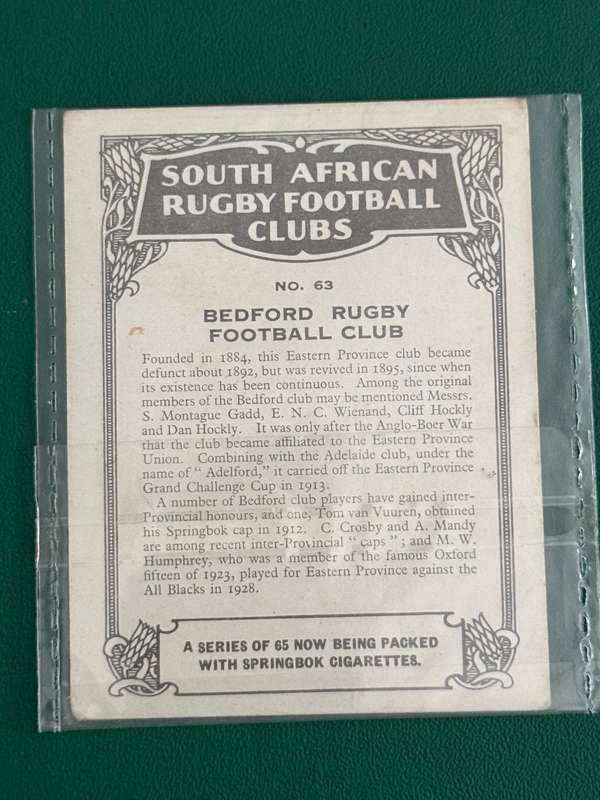 SOUTH AFRICAN
RUGBY FOOTBALL
CLUBS
NO. 63
BEDFORD RUGBY
FOOTBALL CLUB
Founded in 1884, this Eastern Province club became
defunct about 1892, but was revived in 1895, since when
its existence has been continuous. Among the original
members of the Bedford club may be mentioned Messrs.
S. Montague Gadd, E. N. C. Wienand, Cliff Hockly
and Dan Hockly. It was only after the Anglo-Boer War
that the club became affiliated to the Eastern Province
Union. Combining with the Adelaide club, under the
name of “ Adelford,” it carried off the Eastern Province
Grand Challenge Cup in 1913.
A number of Bedford club players have gained inter-
Provincial honours, and one, Tom van Vuuren, obtained
his Springbok cap in 1912. C. Crosby and A. Mandy
are among recent inter-Provincial “ caps ” ; and M. W.
Humphrey, who was a member of the famous Oxford
fifteen of 1923, played for Eastern Province against the
All Blacks in 1928.
A SERIES OF 65 NOW BEING PACKED
WITH SPRINGBOK CIGARETTES.